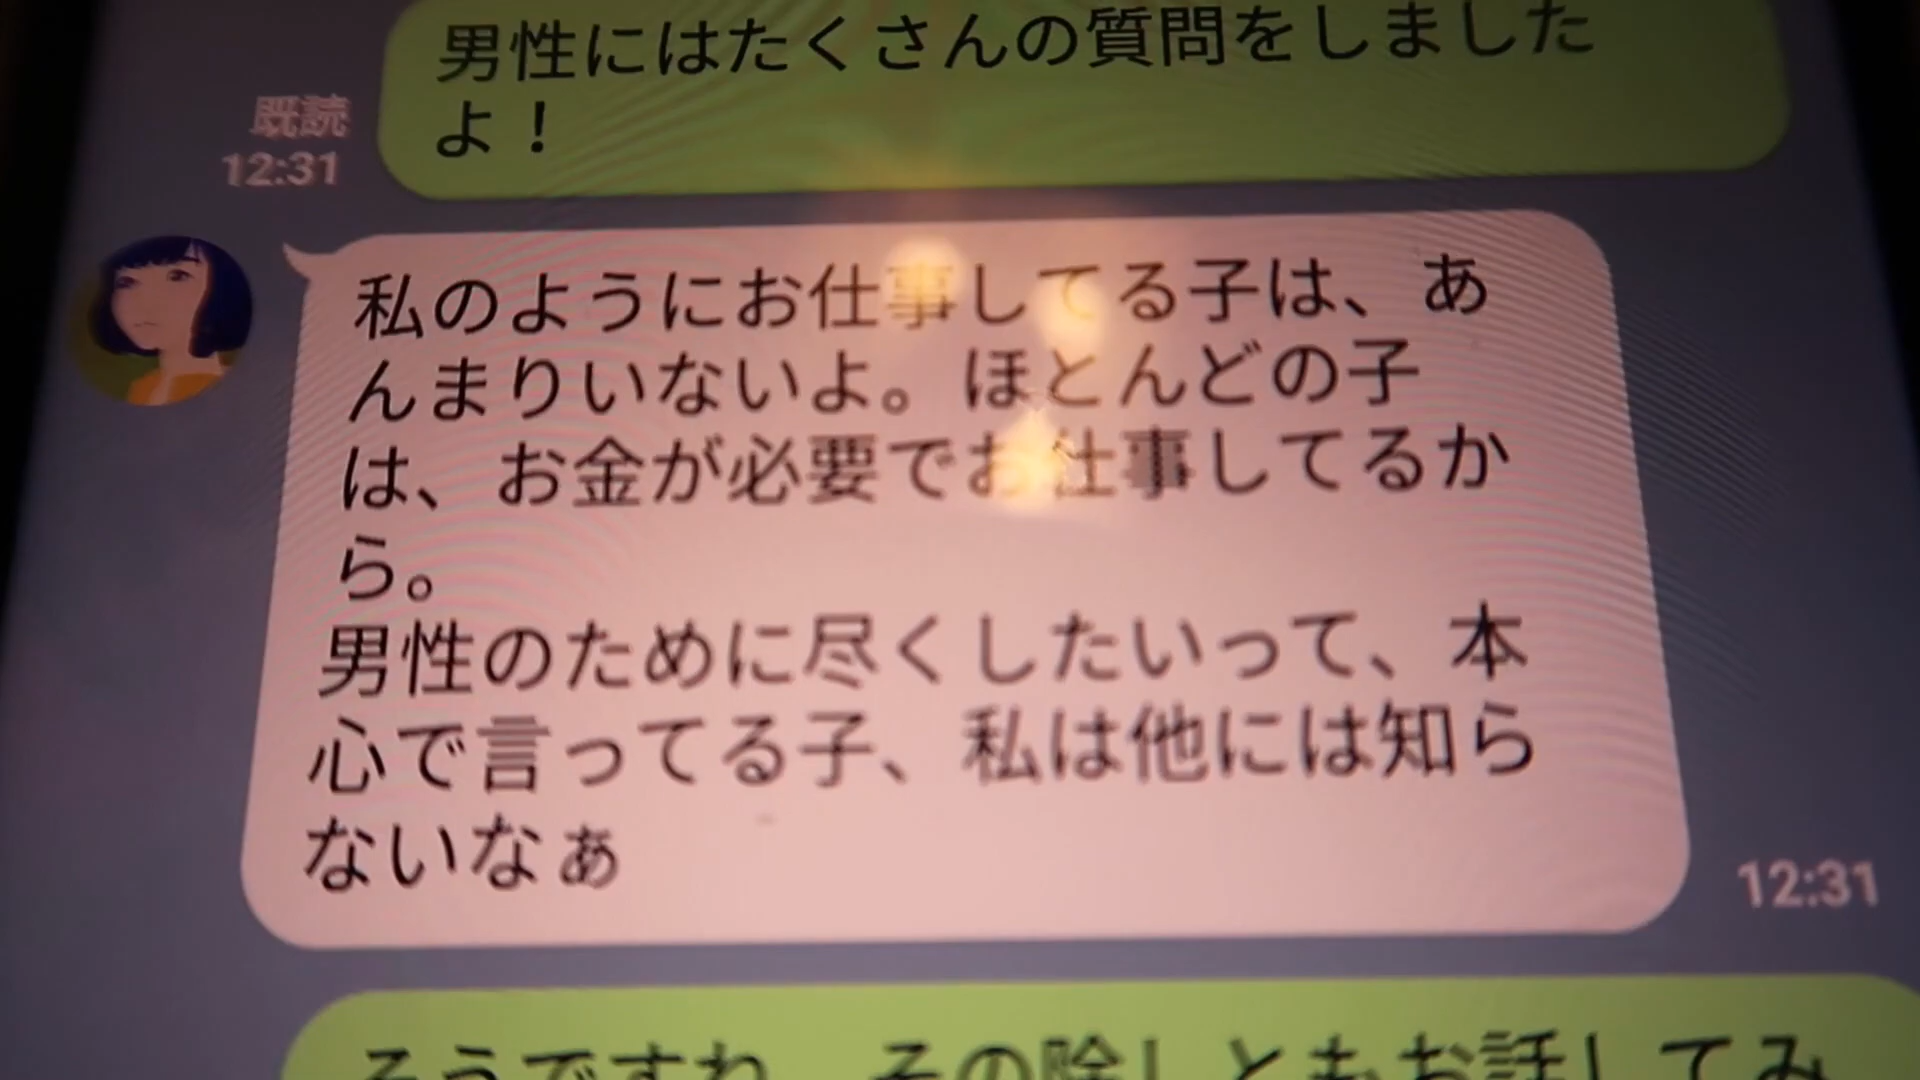 男性にはたくさんの質問をしました
よ！
既読
12:31
私のようにお仕事してる子は、あ
んまりいないよ。ほとんどの子
は、お金が必要でお仕事してるか
ら。
男性のために尽くしたいって、本
心で言ってる子、私は他には知ら
ないなぁ
12:31
そうですね